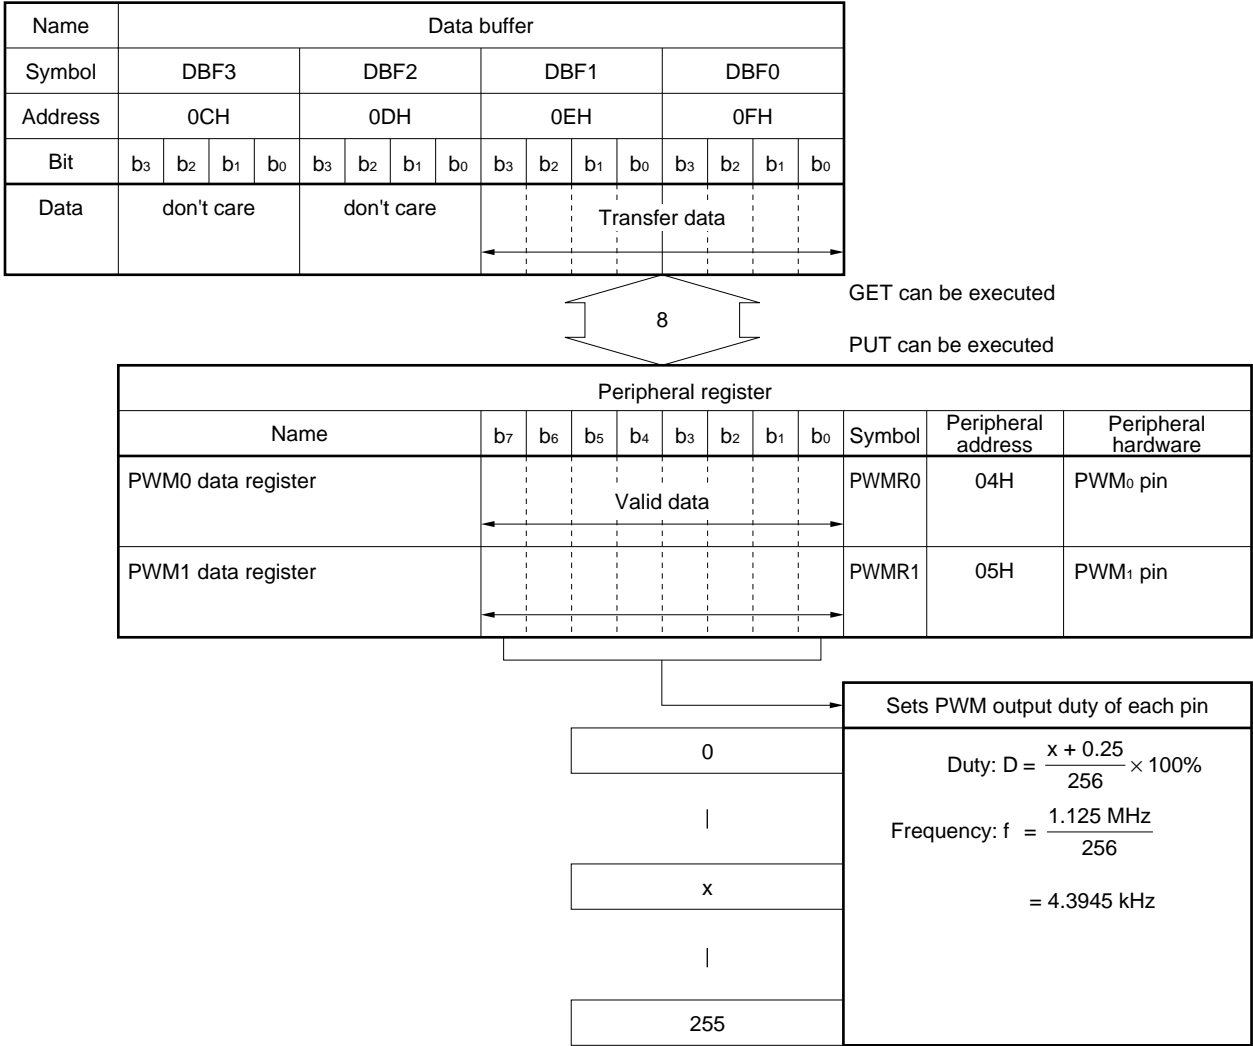 Name Data buffer
Symbol DBF3 DBF2 DBF1 DBF0
Address 0CH 0DH 0EH 0FH
Bit b3 b2 b1 b0 b3 b2 b1 b0 b3 b2 b1 b0 b3 b2 b1 b0
Data don't care don't care Transfer data
GET can be executed
8
PUT can be executed
Peripheral register
Name b7 b6 b5 b4 b3 b2 b1 b0 Symbol Peripheral address Peripheral hardware
PWM0 data register Valid data PWMR0 04H PWM0 pin
PWM1 data register PWMR1 05H PWM1 pin
Sets PWM output duty of each pin
0
Duty: D = x + 0.25 / 256 × 100%
Frequency: f = 1.125 MHz / 256
x
= 4.3945 kHz
255